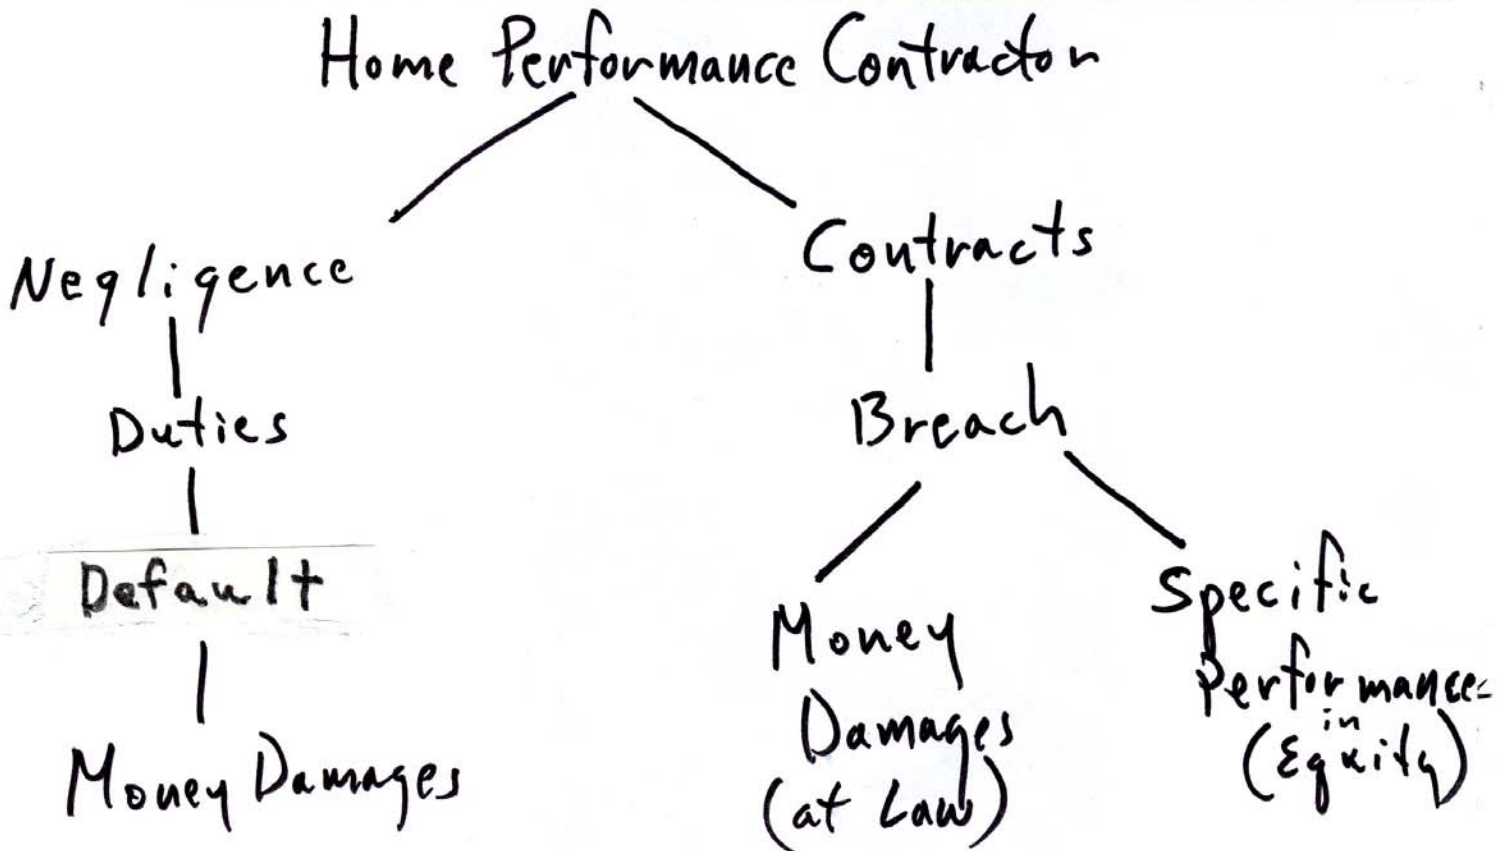 Home Performance Contractor
Negligence
Contracts
Duties
Breach
Default
Money Damages
Money
Damages
(at Law)
Specific
Performance
(in
Equity)